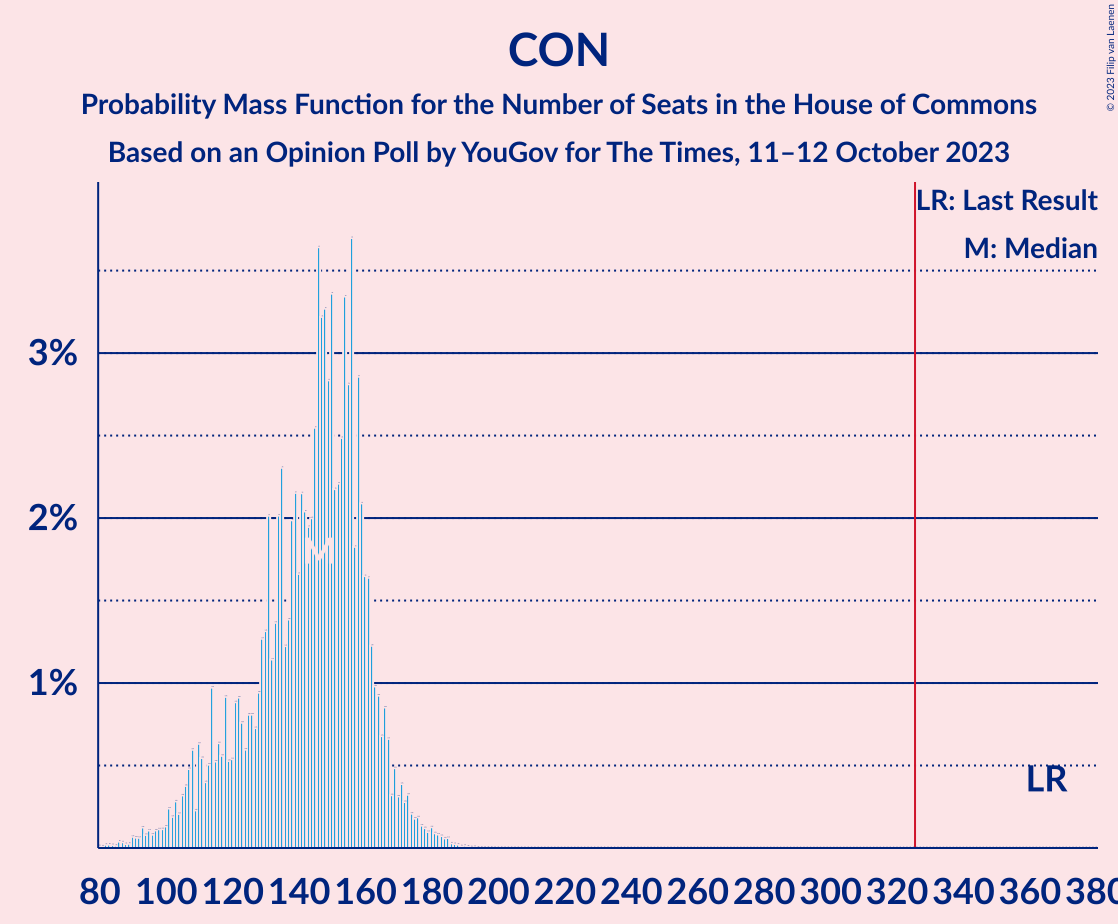 CON
Probability Mass Function for the Number of Seats in the House of Commons
Based on an Opinion Poll by YouGov for The Times, 11–12 October 2023
© 2023 Filip van Laenen
LR: Last Result
M: Median
3%
2%
1%
LR
80 100 120 140 160 180 200 220 240 260 280 300 320 340 360 380